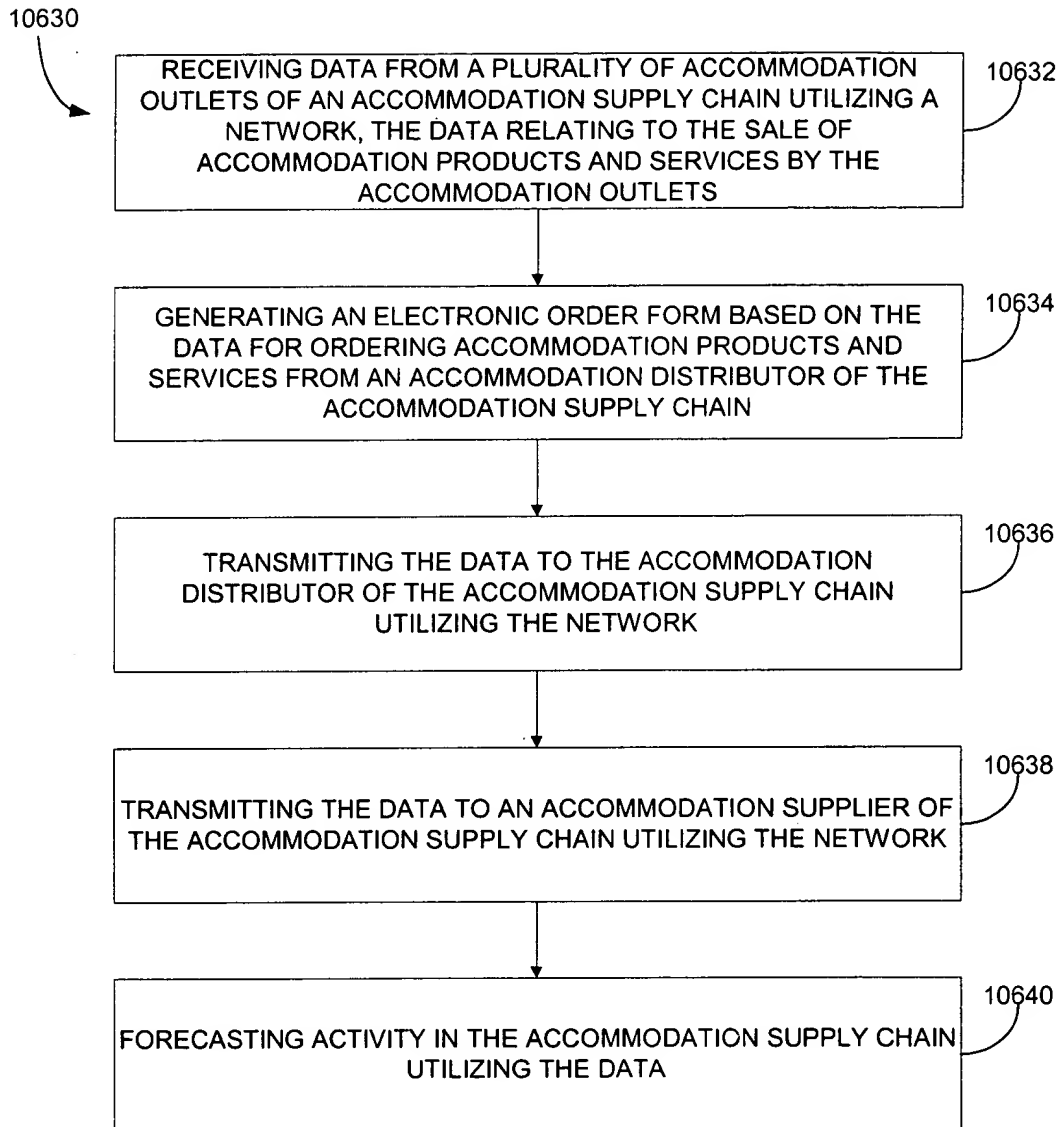 10630
RECEIVING DATA FROM A PLURALITY OF ACCOMMODATION
OUTLETS OF AN ACCOMMODATION SUPPLY CHAIN UTILIZING A
NETWORK, THE DATA RELATING TO THE SALE OF
ACCOMMODATION PRODUCTS AND SERVICES BY THE
ACCOMMODATION OUTLETS
10632
GENERATING AN ELECTRONIC ORDER FORM BASED ON THE
DATA FOR ORDERING ACCOMMODATION PRODUCTS AND
SERVICES FROM AN ACCOMMODATION DISTRIBUTOR OF THE
ACCOMMODATION SUPPLY CHAIN
10634
TRANSMITTING THE DATA TO THE ACCOMMODATION
DISTRIBUTOR OF THE ACCOMMODATION SUPPLY CHAIN
UTILIZING THE NETWORK
10636
TRANSMITTING THE DATA TO AN ACCOMMODATION SUPPLIER OF
THE ACCOMMODATION SUPPLY CHAIN UTILIZING THE NETWORK
10638
FORECASTING ACTIVITY IN THE ACCOMMODATION SUPPLY CHAIN
UTILIZING THE DATA
10640